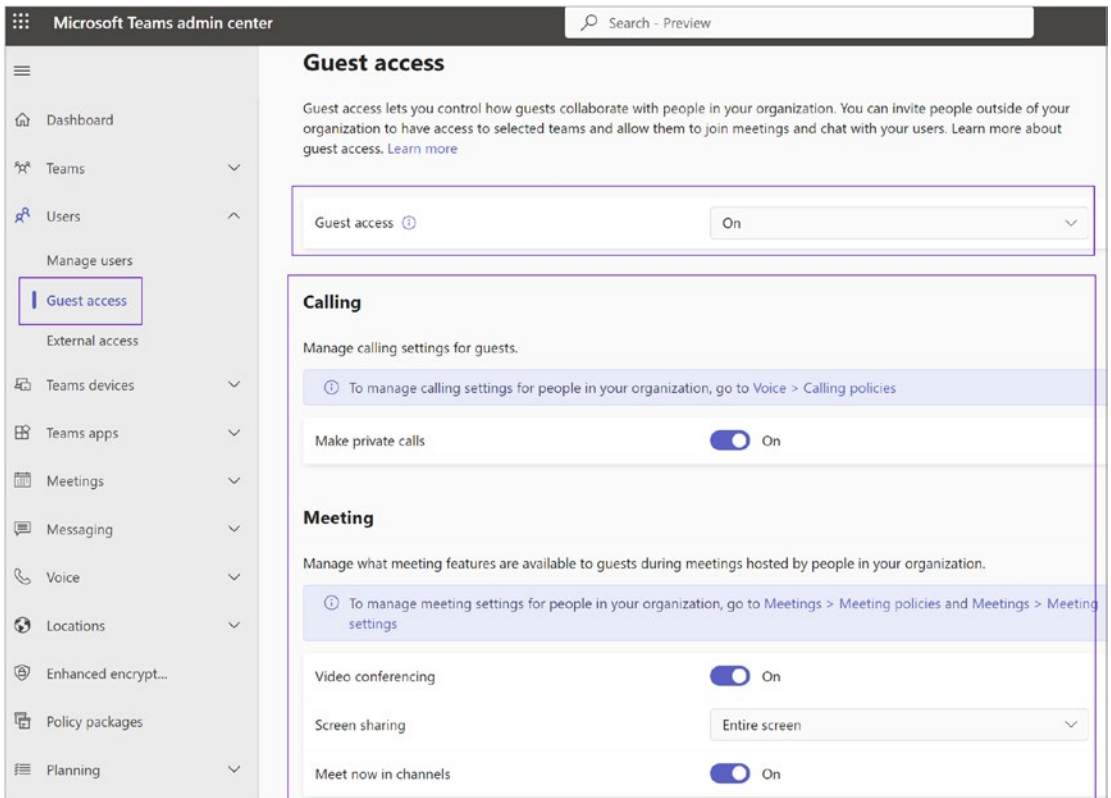 Microsoft Teams admin center
Search - Preview
Dashboard
Teams
Users
Manage users
Guest access
External access
Teams devices
Teams apps
Meetings
Messaging
Voice
Locations
Enhanced encrypt...
Policy packages
Planning
Guest access
Guest access lets you control how guests collaborate with people in your organization. You can invite people outside of your
organization to have access to selected teams and allow them to join meetings and chat with your users. Learn more about
guest access. Learn more
Guest access On
Calling
Manage calling settings for guests.
To manage calling settings for people in your organization, go to Voice > Calling policies
Make private calls On
Meeting
Manage what meeting features are available to guests during meetings hosted by people in your organization.
To manage meeting settings for people in your organization, go to Meetings > Meeting policies and Meetings > Meeting
settings
Video conferencing On
Screen sharing Entire screen
Meet now in channels On